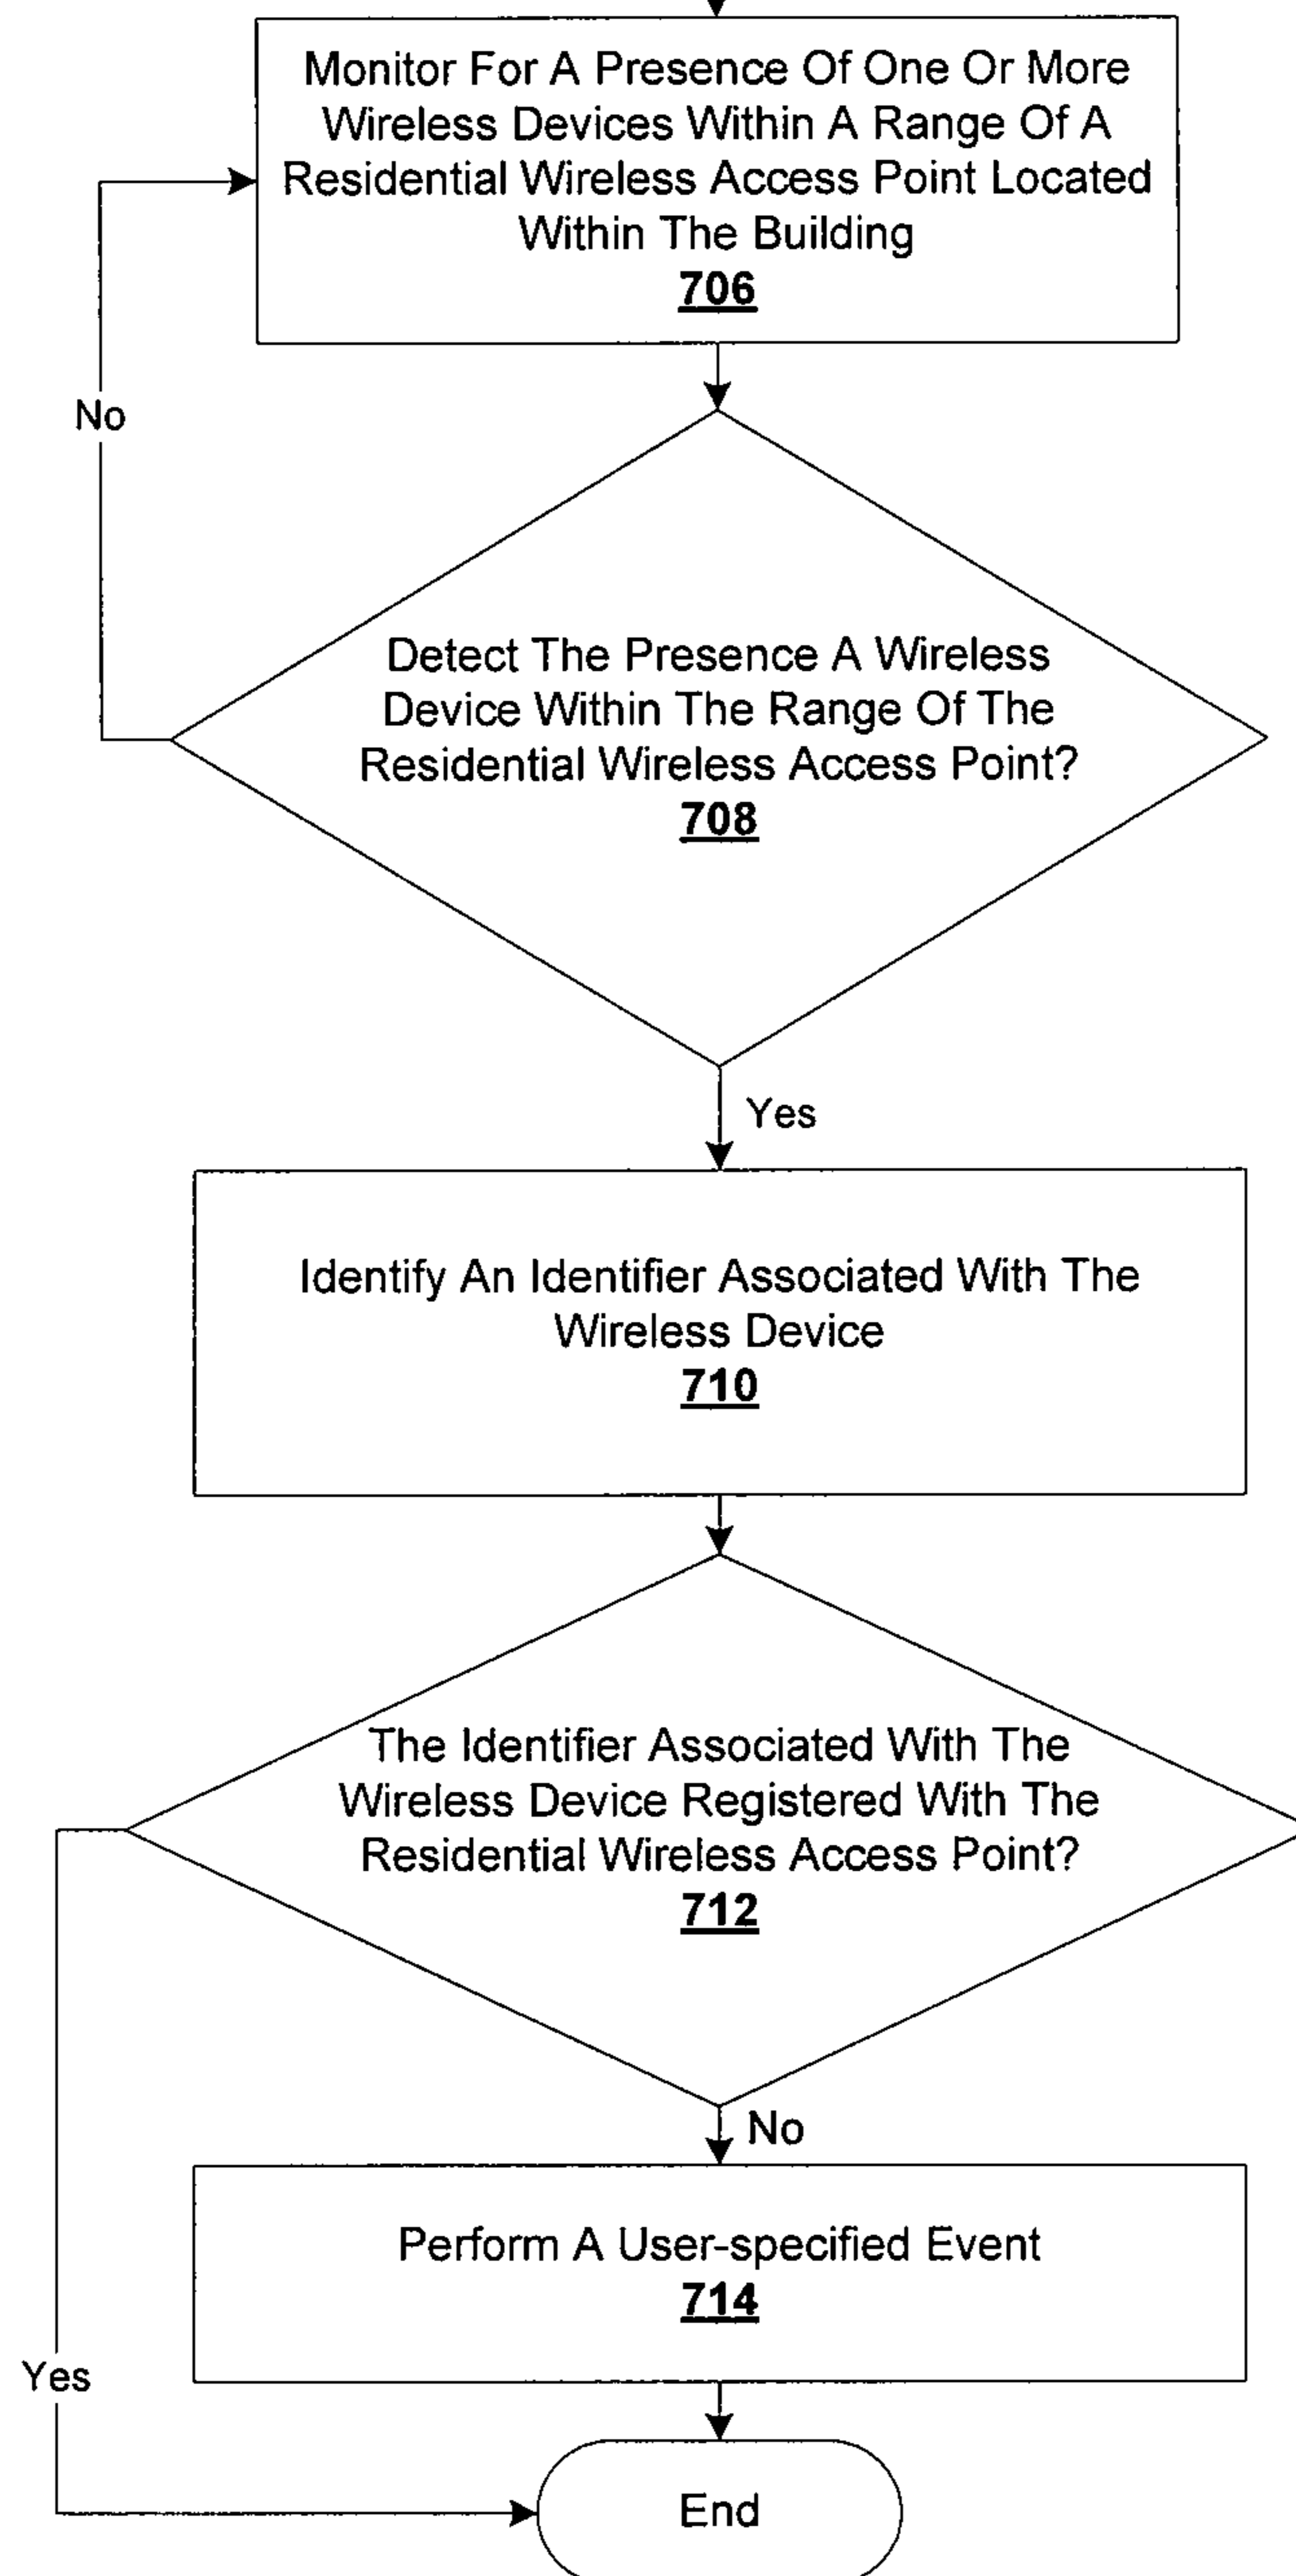 Monitor For A Presence Of One Or More
Wireless Devices Within A Range Of A
Residential Wireless Access Point Located
Within The Building
706
No
Detect The Presence A Wireless
Device Within The Range Of The
Residential Wireless Access Point?
708
Yes
Identify An Identifier Associated With The
Wireless Device
710
The Identifier Associated With The
Wireless Device Registered With The
Residential Wireless Access Point?
712
No
Perform A User-specified Event
714
Yes
End